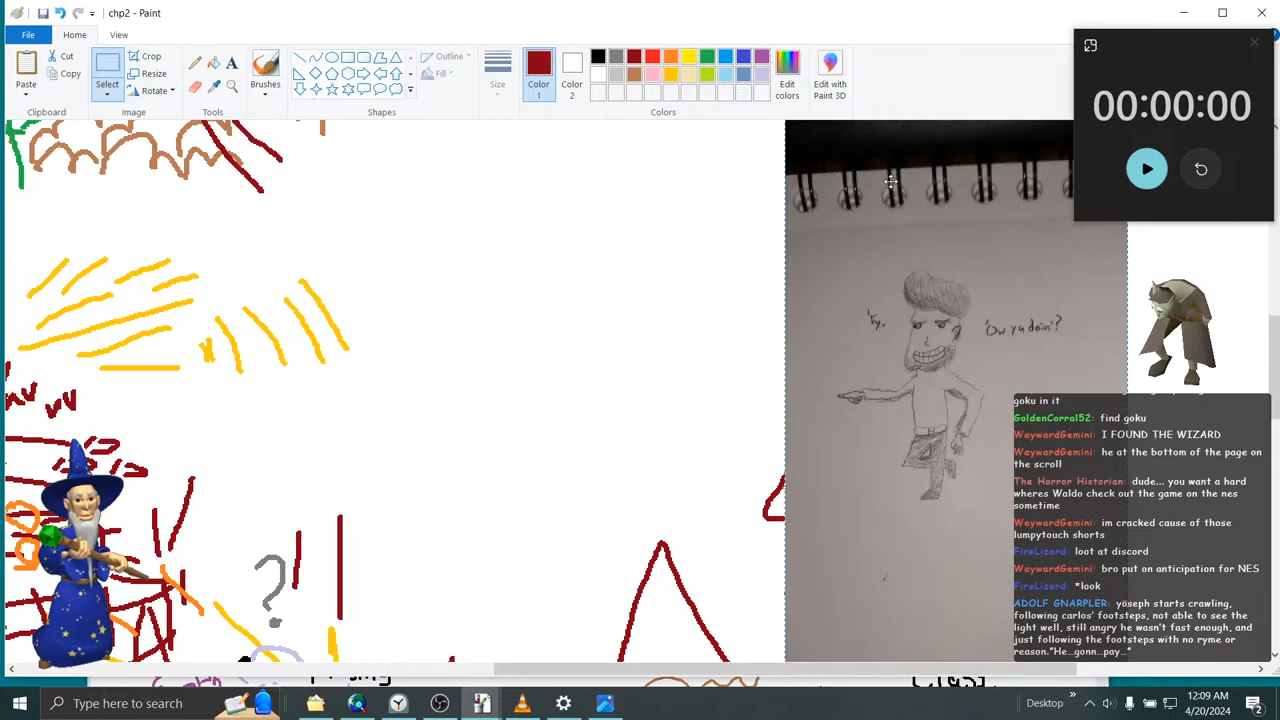 chp2 - Paint
File
Home
View
Paste
Cut
Copy
Clipboard
Select
Crop
Resize
Rotate
Image
A
Tools
Brushes
Outline
Fill
Shapes
Size
Color
1
Color
2
Edit
colors
Edit with
Paint 3D
Colors
00:00:00
'Ey.
'Ow ya doin'?
?
goku in it
GoldenCorral52: find goku
WaywardGemini: I FOUND THE WIZARD
WaywardGemini: he at the bottom of the page on
the scroll
The Horror Historian: dude... you want a hard
wheres Waldo check out the game on the nes
sometime
WaywardGemini: im cracked cause of those
lumpytouch shorts
FireLizard: loot at discord
WaywardGemini: bro put on anticipation for NES
FireLizard: *look
ADOLF GNARPLER: yöseph starts crawling,
following carlos' footsteps, not able to see the
light well, still angry he wasn't fast enough, and
just following the footsteps with no ryme or
reason."He...gonn...pay..."
Type here to search
Desktop
12:09 AM
4/20/2024
2